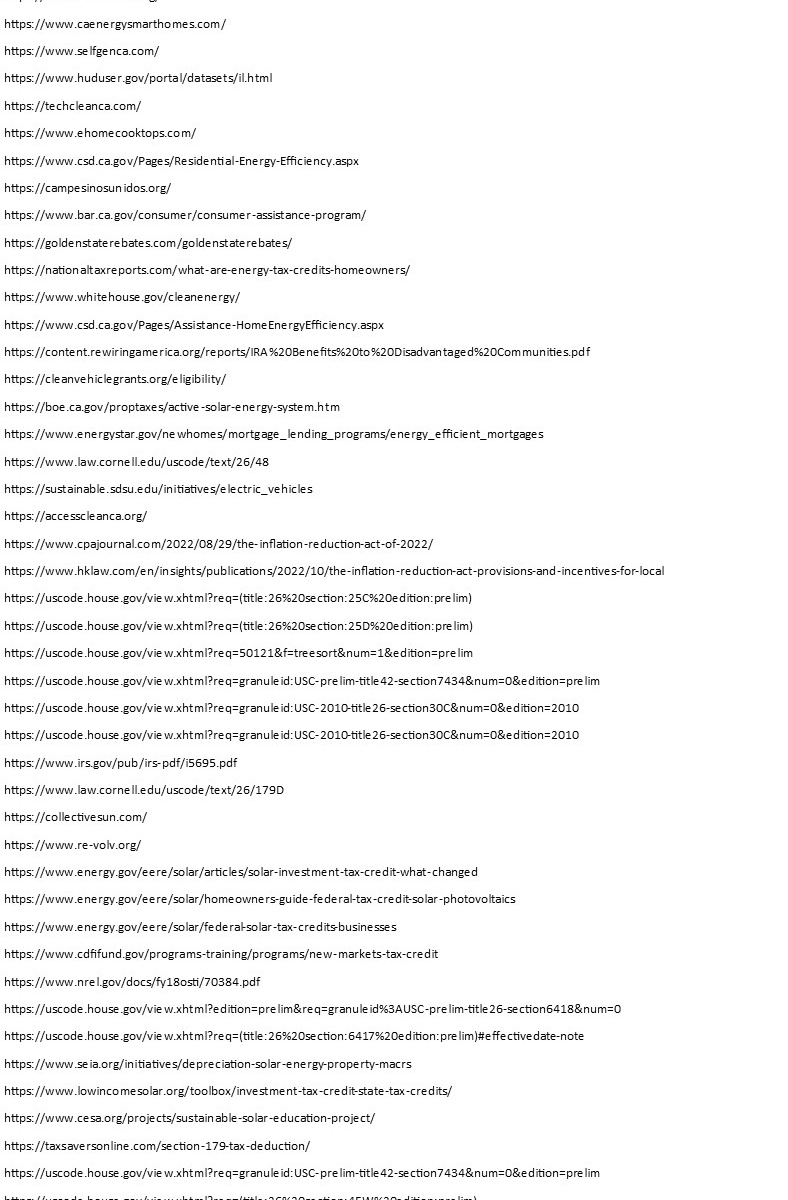 https://www.caenergysmarthomes.com/
https://www.selfgenca.com/
https://www.huduser.gov/portal/datasets/il.html
https://techcleanca.com/
https://www.ehomecooktops.com/
https://www.csd.ca.gov/Pages/Residential-Energy-Efficiency.aspx
https://campesinosunidos.org/
https://www.bar.ca.gov/consumer/consumer-assistance-program/
https://goldenstaterebates.com/goldenstaterebates/
https://nationaltaxreports.com/what-are-energy-tax-credits-homeowners/
https://www.whitehouse.gov/cleanenergy/
https://www.csd.ca.gov/Pages/Assistance-HomeEnergyEfficiency.aspx
https://content.rewiringamerica.org/reports/IRA%20Benefits%20to%20Disadvantaged%20Communities.pdf
https://cleanvehiclegrants.org/eligibility/
https://boe.ca.gov/proptaxes/active-solar-energy-system.htm
https://www.energystar.gov/newhomes/mortgage_lending_programs/energy_efficient_mortgages
https://www.law.cornell.edu/uscode/text/26/48
https://sustainable.sdsu.edu/initiatives/electric_vehicles
https://accesscleanca.org/
https://www.cpajournal.com/2022/08/29/the-inflation-reduction-act-of-2022/
https://www.hklaw.com/en/insights/publications/2022/10/the-inflation-reduction-act-provisions-and-incentives-for-local
https://uscode.house.gov/view.xhtml?req=(title:26%20section:25C%20edition:prelim)
https://uscode.house.gov/view.xhtml?req=(title:26%20section:25D%20edition:prelim)
https://uscode.house.gov/view.xhtml?req=50121&f=treesort&num=1&edition=prelim
https://uscode.house.gov/view.xhtml?req=granuleid:USC-prelim-title42-section7434&num=0&edition=prelim
https://uscode.house.gov/view.xhtml?req=granuleid:USC-2010-title26-section30C&num=0&edition=2010
https://uscode.house.gov/view.xhtml?req=granuleid:USC-2010-title26-section30C&num=0&edition=2010
https://www.irs.gov/pub/irs-pdf/i5695.pdf
https://www.law.cornell.edu/uscode/text/26/179D
https://collectivesun.com/
https://www.re-volv.org/
https://www.energy.gov/eere/solar/articles/solar-investment-tax-credit-what-changed
https://www.energy.gov/eere/solar/homeowners-guide-federal-tax-credit-solar-photovoltaics
https://www.energy.gov/eere/solar/federal-solar-tax-credits-businesses
https://www.cdfifund.gov/programs-training/programs/new-markets-tax-credit
https://www.nrel.gov/docs/fy18osti/70384.pdf
https://uscode.house.gov/view.xhtml?edition=prelim&req=granuleid%3AUSC-prelim-title26-section6418&num=0
https://uscode.house.gov/view.xhtml?req=(title:26%20section:6417%20edition:prelim)#effectivedate-note
https://www.seia.org/initiatives/depreciation-solar-energy-property-macrs
https://www.lowincomesolar.org/toolbox/investment-tax-credit-state-tax-credits/
https://www.cesa.org/projects/sustainable-solar-education-project/
https://taxsaversonline.com/section-179-tax-deduction/
https://uscode.house.gov/view.xhtml?req=granuleid:USC-prelim-title42-section7434&num=0&edition=prelim